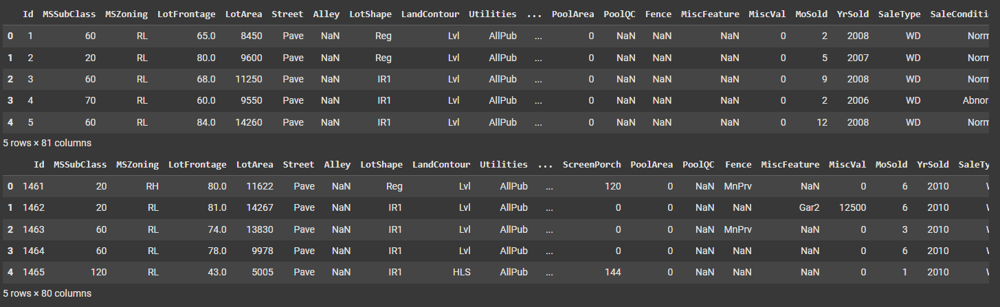 Id MSSubClass MSZoning LotFrontage LotArea Street Alley LotShape LandContour Utilities ... PoolArea PoolQC Fence MiscFeature MiscVal MoSold YrSold SaleType SaleConditi
0 1 60 RL 65.0 8450 Pave NaN Reg Lvl AllPub ... 0 NaN NaN NaN 0 2 2008 WD Norm
1 2 20 RL 80.0 9600 Pave NaN Reg Lvl AllPub ... 0 NaN NaN NaN 0 5 2007 WD Norm
2 3 60 RL 68.0 11250 Pave NaN IR1 Lvl AllPub ... 0 NaN NaN NaN 0 9 2008 WD Norm
3 4 70 RL 60.0 9550 Pave NaN IR1 Lvl AllPub ... 0 NaN NaN NaN 0 2 2006 WD Abnor
4 5 60 RL 84.0 14260 Pave NaN IR1 Lvl AllPub ... 0 NaN NaN NaN 0 12 2008 WD Norm
5 rows × 81 columns
Id MSSubClass MSZoning LotFrontage LotArea Street Alley LotShape LandContour Utilities ... ScreenPorch PoolArea PoolQC Fence MiscFeature MiscVal MoSold YrSold SaleTy
0 1461 20 RH 80.0 11622 Pave NaN Reg Lvl AllPub ... 120 0 NaN MnPrv NaN 0 6 2010
1 1462 20 RL 81.0 14267 Pave NaN IR1 Lvl AllPub ... 0 0 NaN NaN Gar2 12500 6 2010
2 1463 60 RL 74.0 13830 Pave NaN IR1 Lvl AllPub ... 0 0 NaN MnPrv NaN 0 3 2010
3 1464 60 RL 78.0 9978 Pave NaN IR1 Lvl AllPub ... 0 0 NaN NaN NaN 0 6 2010
4 1465 120 RL 43.0 5005 Pave NaN IR1 HLS AllPub ... 144 0 NaN NaN NaN 0 1 2010
5 rows × 80 columns